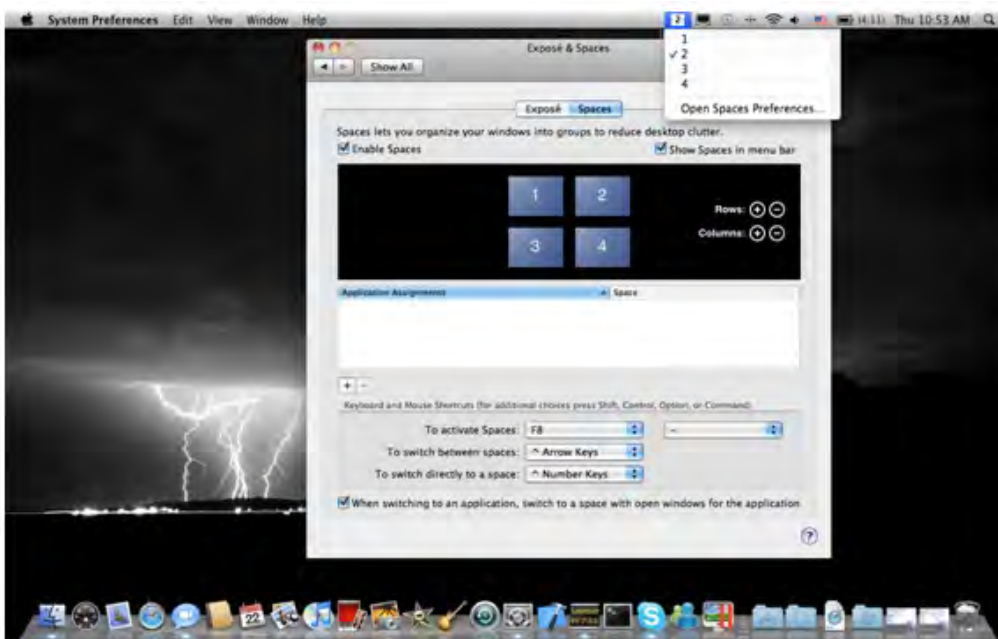 System Preferences Edit View Window Help
2 (4:11) Thu 10:53 AM
1
✓ 2
3
4
Open Spaces Preferences...
Exposé & Spaces
Show All
Exposé Spaces
Spaces lets you organize your windows into groups to reduce desktop clutter.
Enable Spaces Show Spaces in menu bar
1 2
Rows:
3 4
Columns:
Application Assignments Space
+ -
Keyboard and Mouse Shortcuts (for additional choices press Shift, Control, Option, or Command)
To activate Spaces: F8 -
To switch between spaces: ^ Arrow Keys
To switch directly to a space: ^ Number Keys
When switching to an application, switch to a space with open windows for the application
?
22